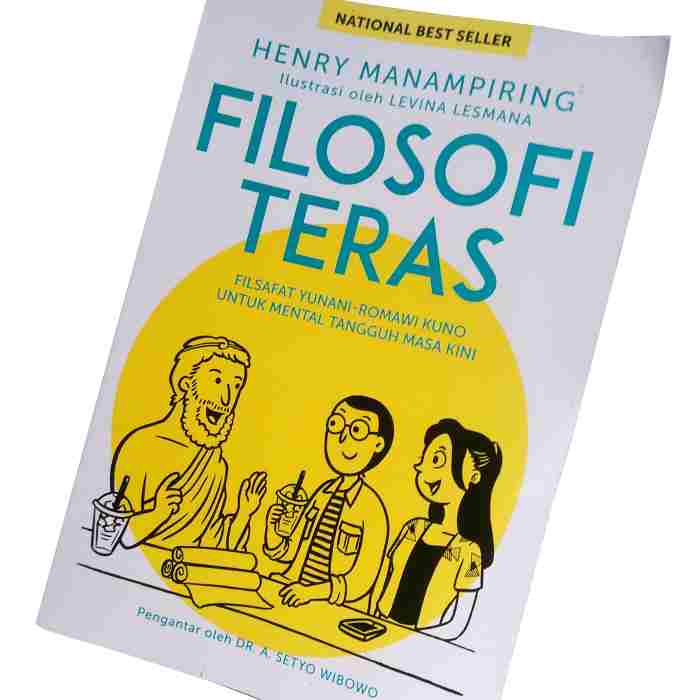 NATIONAL BEST SELLER
HENRY MANAMPIRING
Ilustrasi oleh LEVINA LESMANA
FILOSOFI
TERAS
FILSAFAT YUNANI-ROMAWI KUNO
UNTUK MENTAL TANGGUH MASA KINI
Pengantar oleh DR. A. SETYO WIBOWO